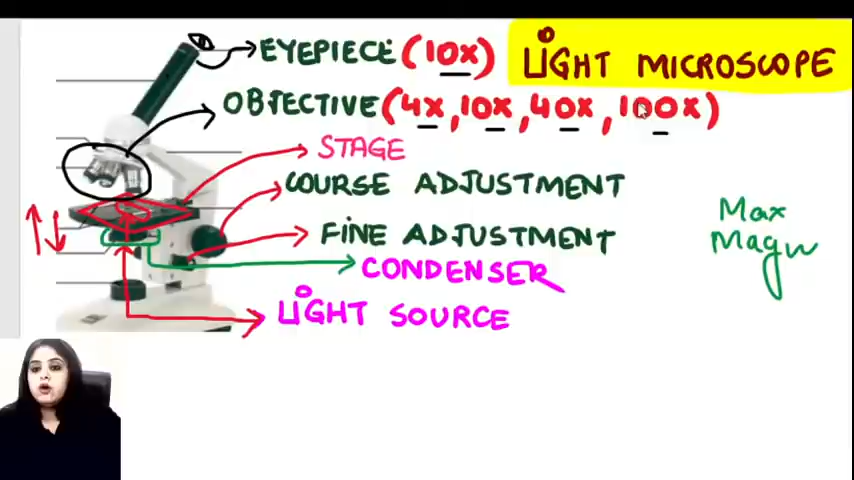 EYEPIECE (10x)
LIGHT MICROSCOPE
OBJECTIVE (4x, 10x, 40x, 100x)
STAGE
COURSE ADJUSTMENT
FINE ADJUSTMENT
CONDENSER
LIGHT SOURCE
Max
Magn